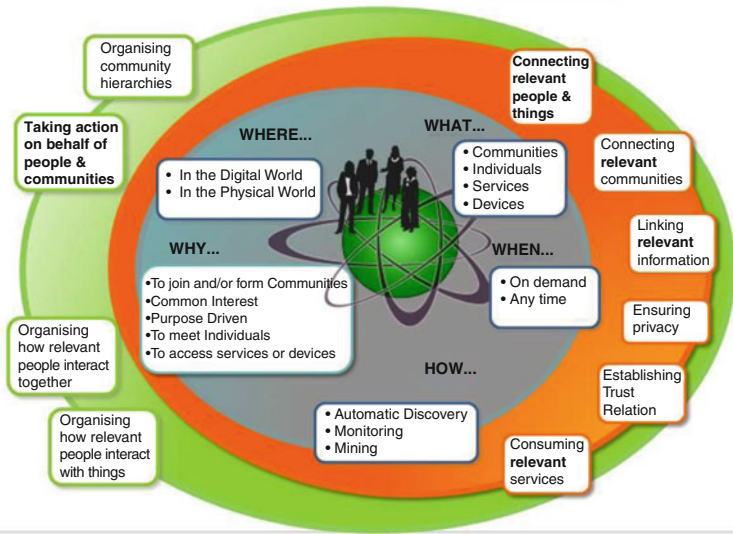 Organising
community
hierarchies
Taking action
on behalf of
people &
communities
Organising
how relevant
people interact
together
Organising
how relevant
people interact
with things
WHERE...
• In the Digital World
• In the Physical World
WHAT...
• Communities
• Individuals
• Services
• Devices
WHY...
•To join and/or form Communities
•Common Interest
•Purpose Driven
•To meet Individuals
•To access services or devices
WHEN...
• On demand
• Any time
HOW...
• Automatic Discovery
• Monitoring
• Mining
Connecting
relevant
people &
things
Connecting
relevant
communities
Linking
relevant
information
Ensuring
privacy
Establishing
Trust
Relation
Consuming
relevant
services